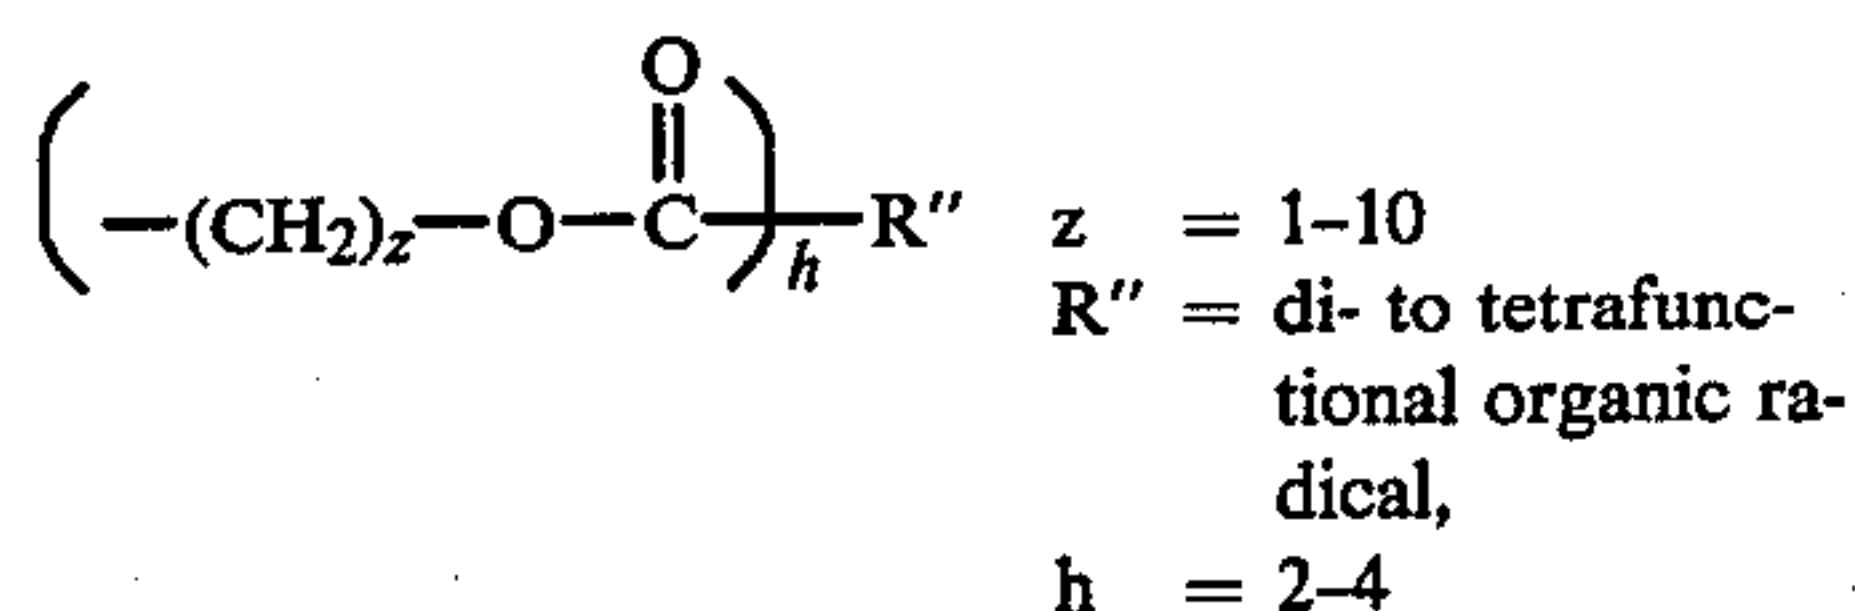 O
(—(CH₂)z—O—C)h—R″ z = 1–10
R″ = di- to tetrafunc-
tional organic ra-
dical,
h = 2–4